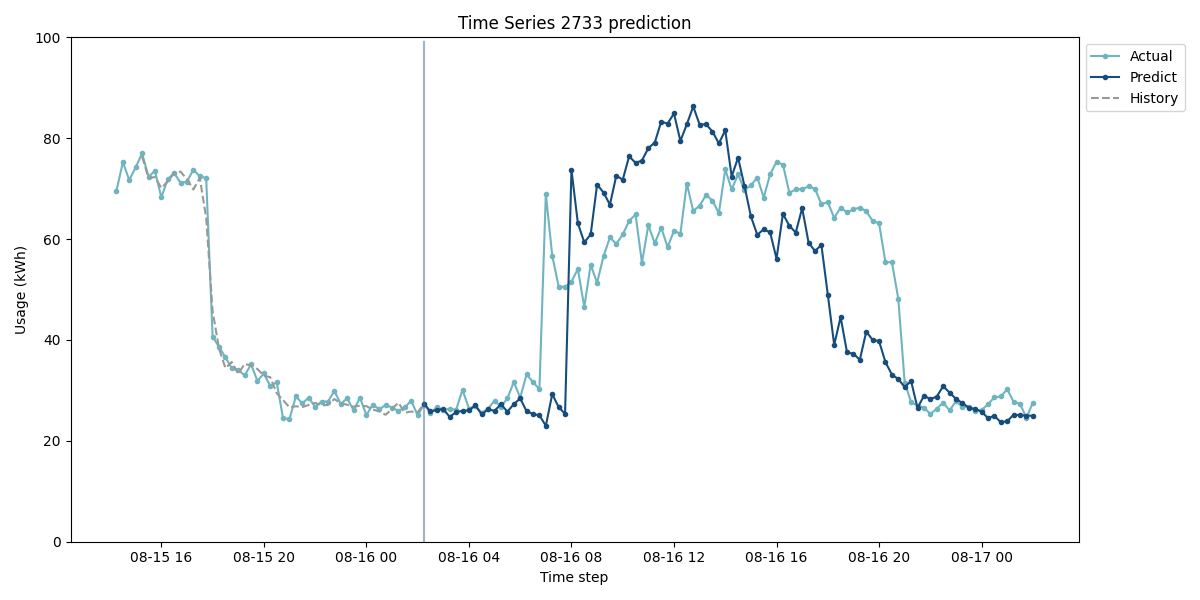 Time Series 2733 prediction
100
80
60
40
20
0
Usage (kWh)
08-15 16
08-15 20
08-16 00
08-16 04
08-16 08
08-16 12
08-16 16
08-16 20
08-17 00
Time step
Actual
Predict
History